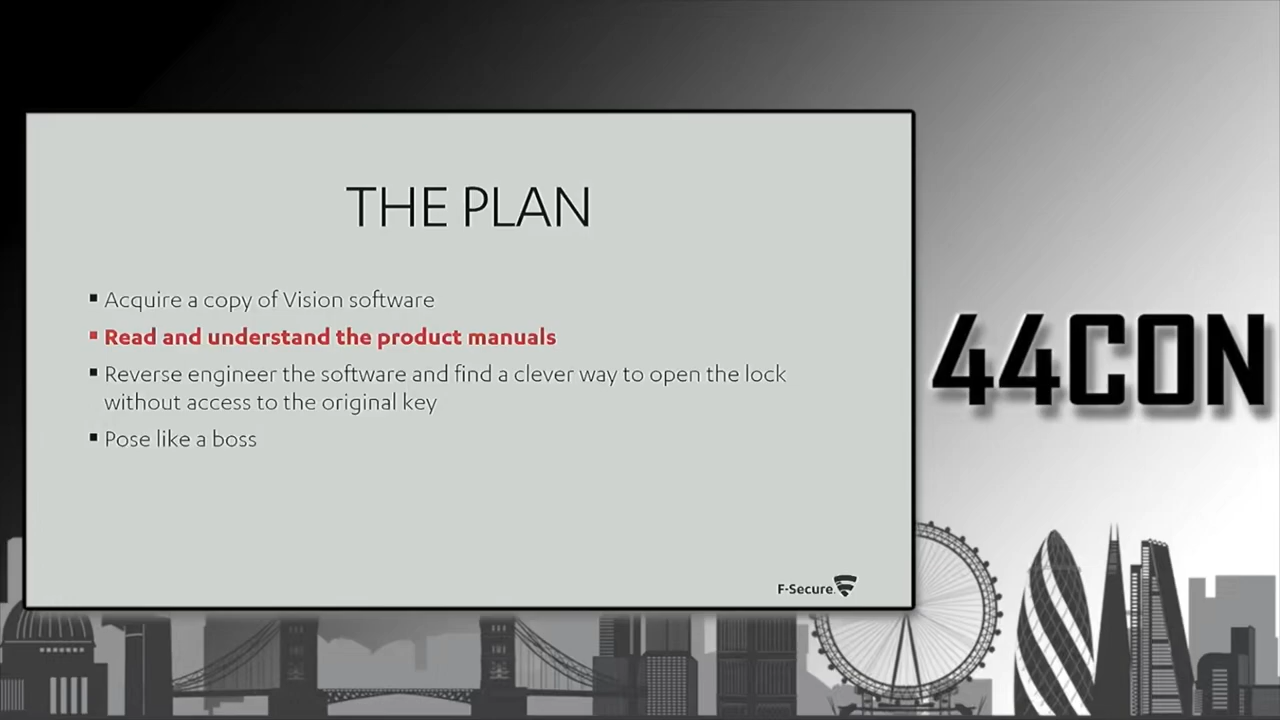 THE PLAN
Acquire a copy of Vision software
Read and understand the product manuals
Reverse engineer the software and find a clever way to open the lock
without access to the original key
Pose like a boss
F-Secure.
44CON